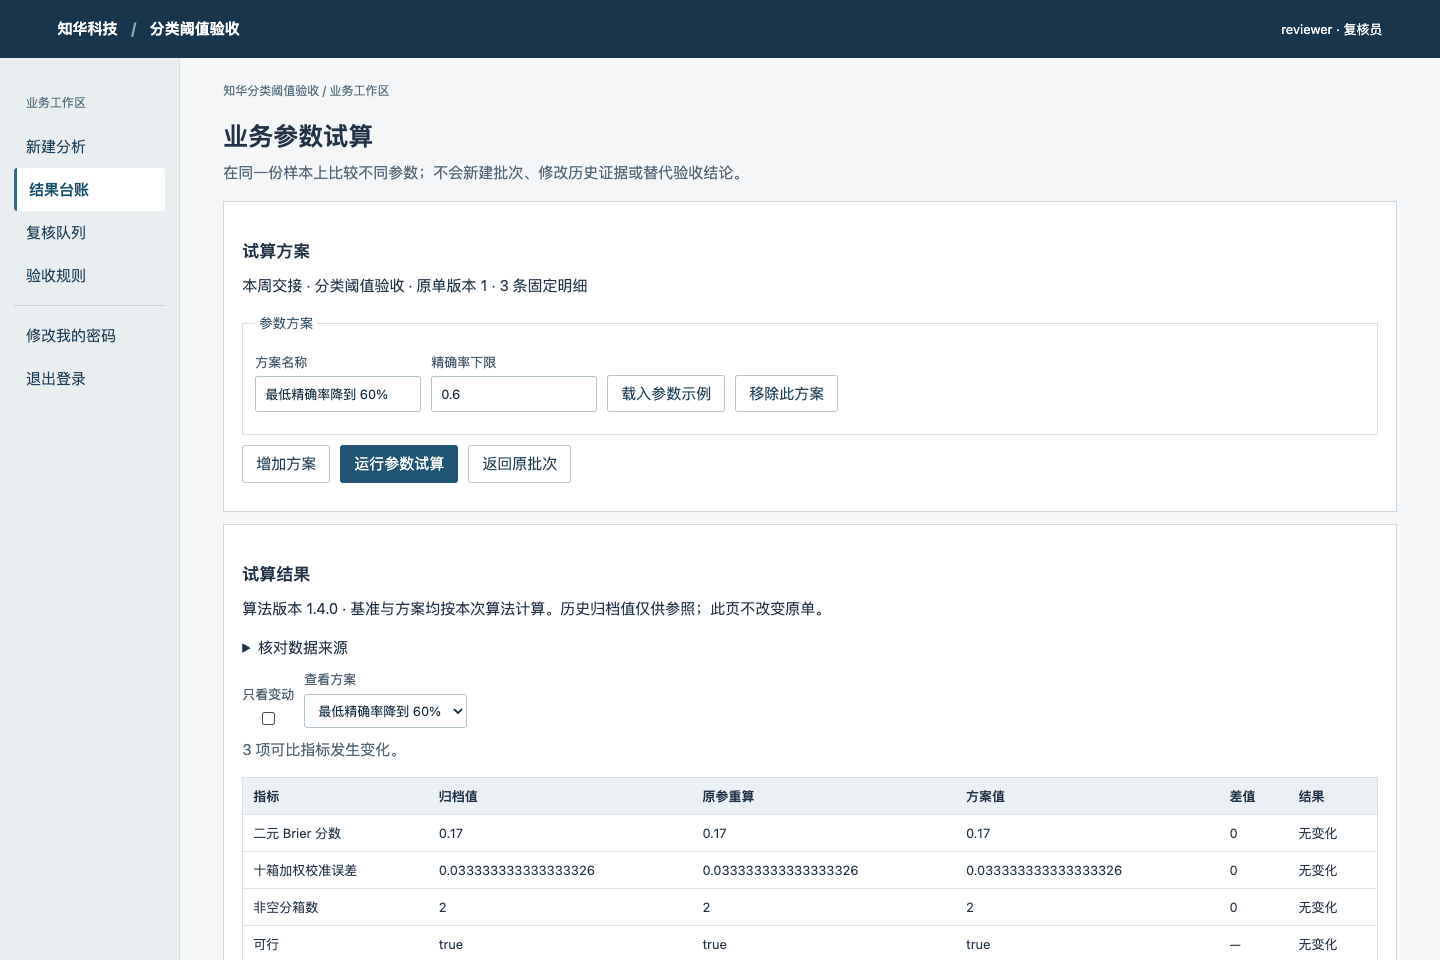 知华科技 / 分类阈值验收
reviewer · 复核员
业务工作区
新建分析
结果台账
复核队列
验收规则
修改我的密码
退出登录
知华分类阈值验收 / 业务工作区
业务参数试算
在同一份样本上比较不同参数；不会新建批次、修改历史证据或替代验收结论。
试算方案
本周交接 · 分类阈值验收 · 原单版本 1 · 3 条固定明细
参数方案
方案名称 精确率下限
最低精确率降到 60% 0.6 载入参数示例 移除此方案
增加方案 运行参数试算 返回原批次
试算结果
算法版本 1.4.0 · 基准与方案均按本次算法计算。历史归档值仅供参照；此页不改变原单。
▶ 核对数据来源
只看变动 查看方案
最低精确率降到 60%
3 项可比指标发生变化。
指标 归档值 原参重算 方案值 差值 结果
二元 Brier 分数 0.17 0.17 0.17 0 无变化
十箱加权校准误差 0.033333333333333326 0.033333333333333326 0.033333333333333326 0 无变化
非空分箱数 2 2 2 0 无变化
可行 true true true — 无变化